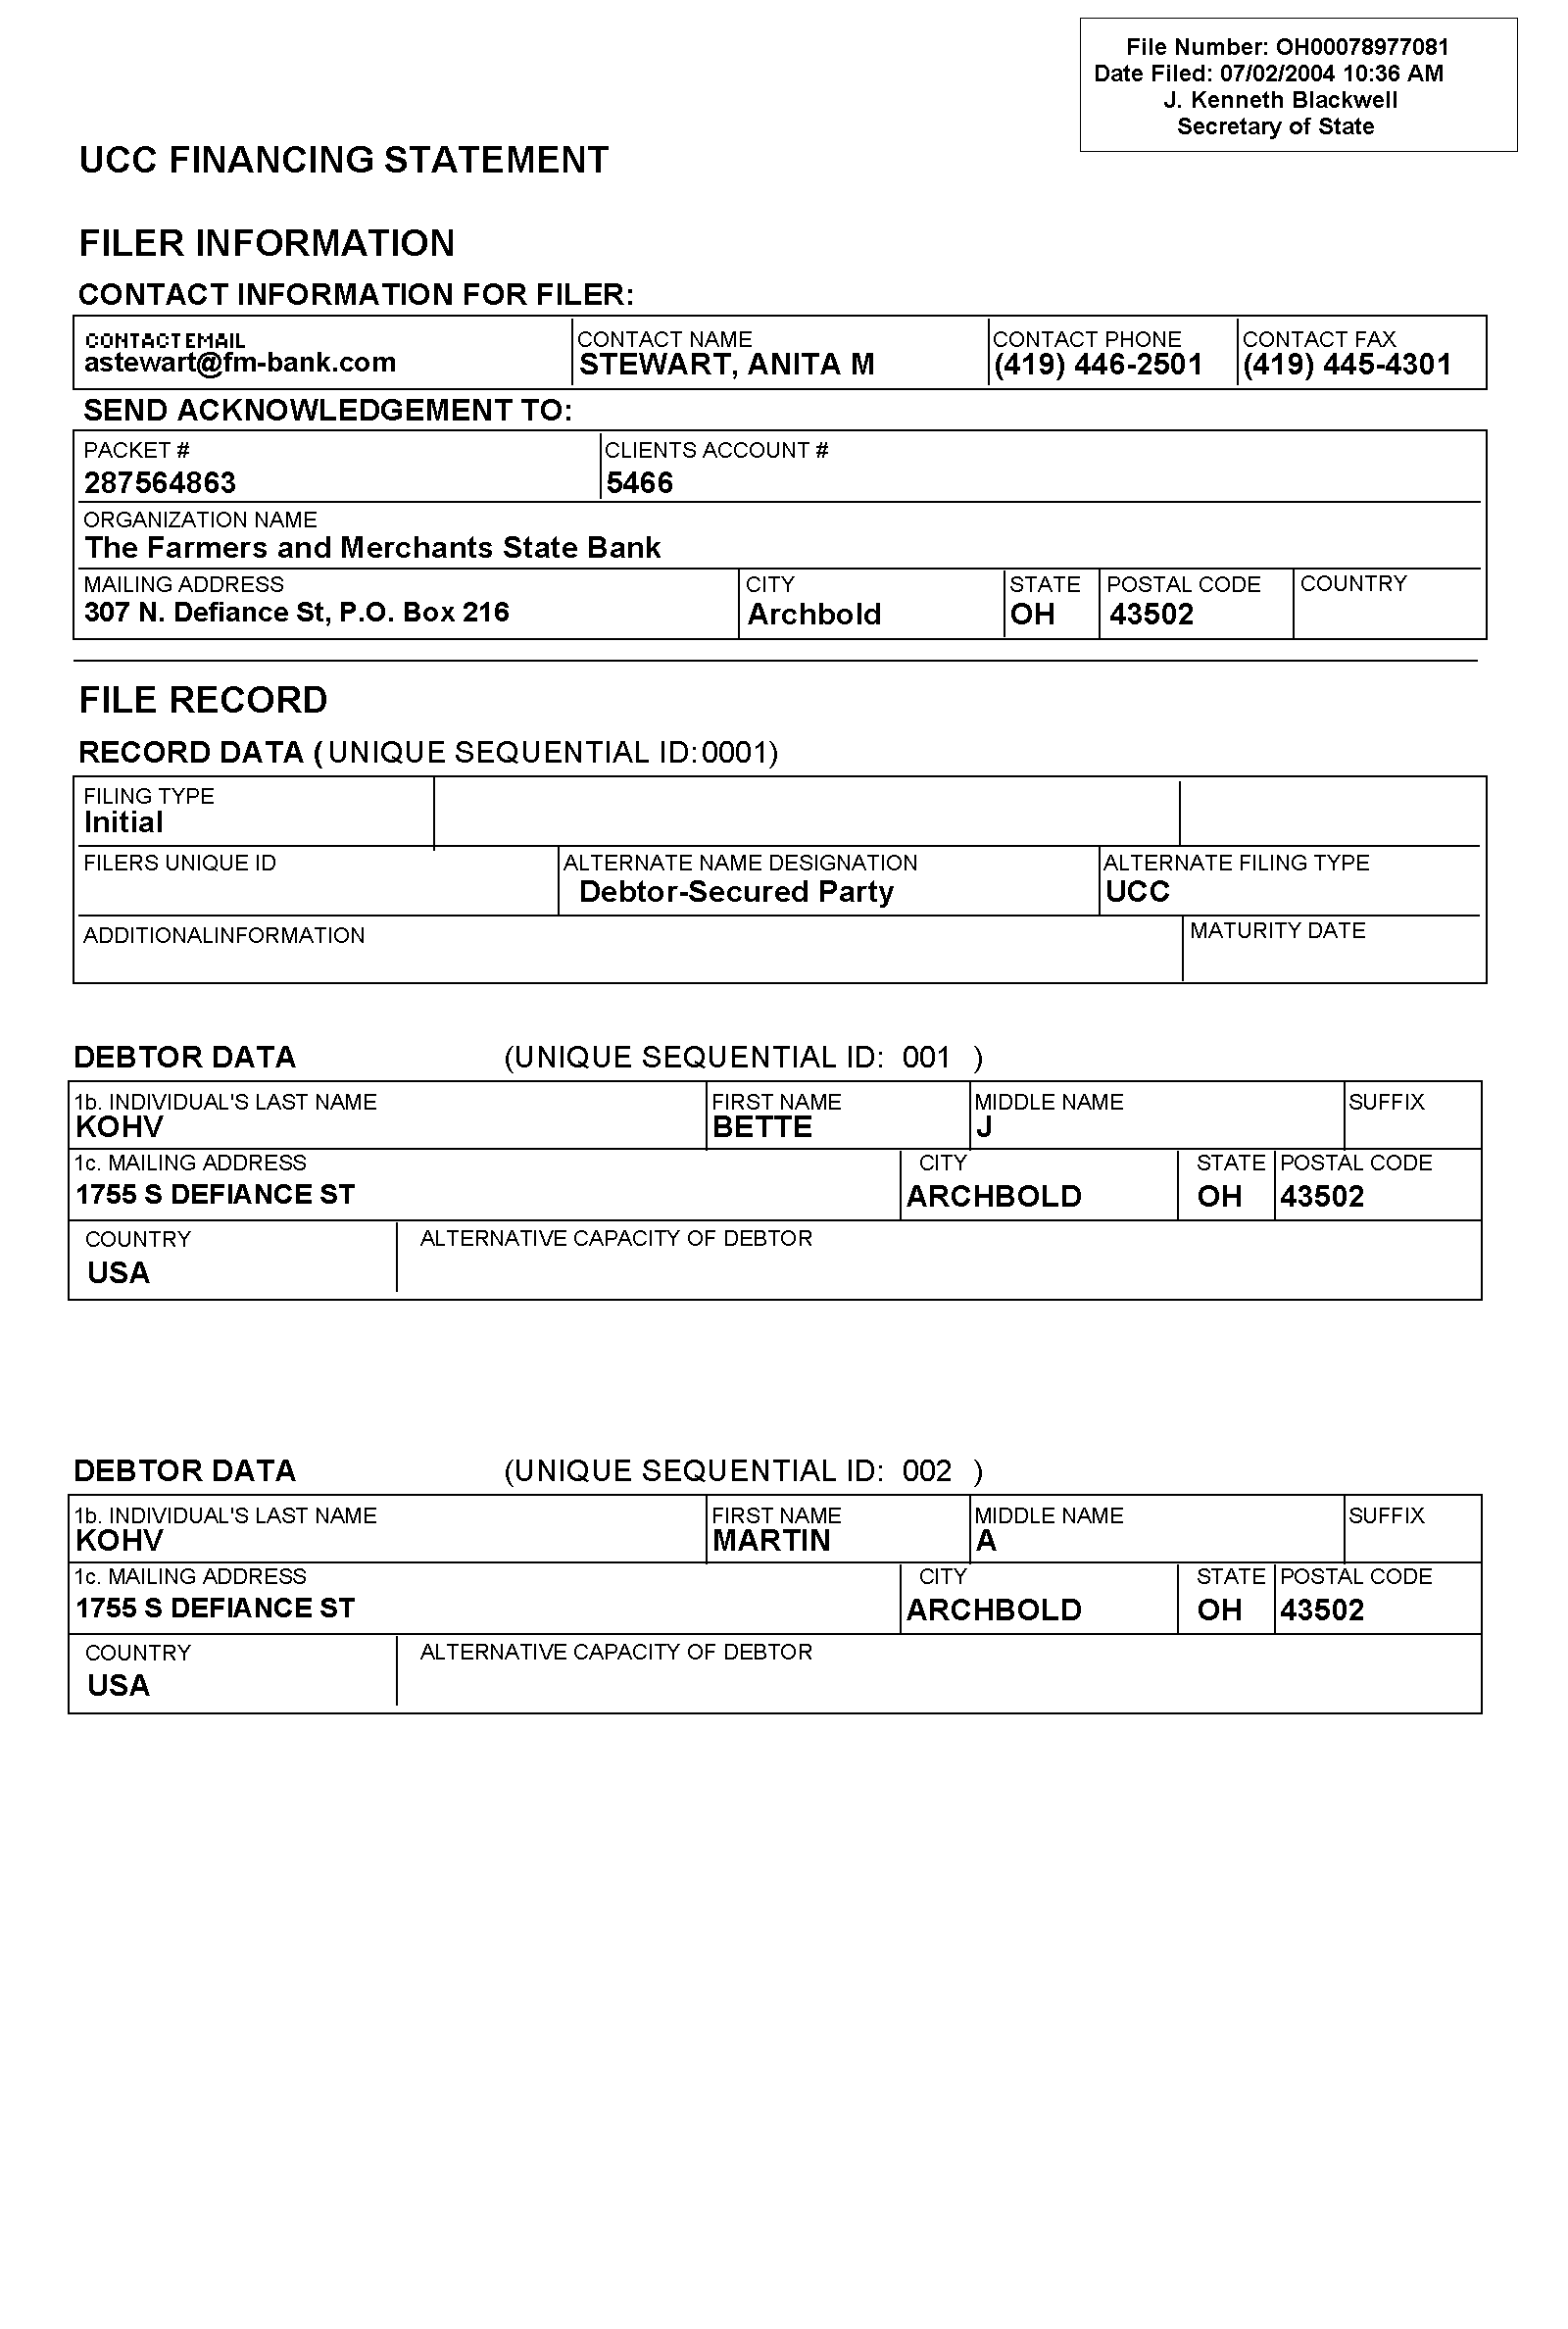 File Number: OH00078977081
Date Filed: 07/02/2004 10:36 AM
J. Kenneth Blackwell
Secretary of State
UCC FINANCING STATEMENT
FILER INFORMATION
CONTACT INFORMATION FOR FILER:
CONTACT EMAIL CONTACT NAME CONTACT PHONE CONTACT FAX
astewart@fm-bank.com STEWART, ANITA M (419) 446-2501 (419) 445-4301
SEND ACKNOWLEDGEMENT TO:
PACKET # CLIENTS ACCOUNT #
287564863 5466
ORGANIZATION NAME
The Farmers and Merchants State Bank
MAILING ADDRESS CITY STATE POSTAL CODE COUNTRY
307 N. Defiance St, P.O. Box 216 Archbold OH 43502
FILE RECORD
RECORD DATA (UNIQUE SEQUENTIAL ID:0001)
FILING TYPE
Initial
FILERS UNIQUE ID ALTERNATE NAME DESIGNATION ALTERNATE FILING TYPE
Debtor-Secured Party UCC
ADDITIONALINFORMATION MATURITY DATE
DEBTOR DATA (UNIQUE SEQUENTIAL ID: 001 )
1b. INDIVIDUAL'S LAST NAME FIRST NAME MIDDLE NAME SUFFIX
KOHV BETTE J
1c. MAILING ADDRESS CITY STATE POSTAL CODE
1755 S DEFIANCE ST ARCHBOLD OH 43502
COUNTRY ALTERNATIVE CAPACITY OF DEBTOR
USA
DEBTOR DATA (UNIQUE SEQUENTIAL ID: 002 )
1b. INDIVIDUAL'S LAST NAME FIRST NAME MIDDLE NAME SUFFIX
KOHV MARTIN A
1c. MAILING ADDRESS CITY STATE POSTAL CODE
1755 S DEFIANCE ST ARCHBOLD OH 43502
COUNTRY ALTERNATIVE CAPACITY OF DEBTOR
USA